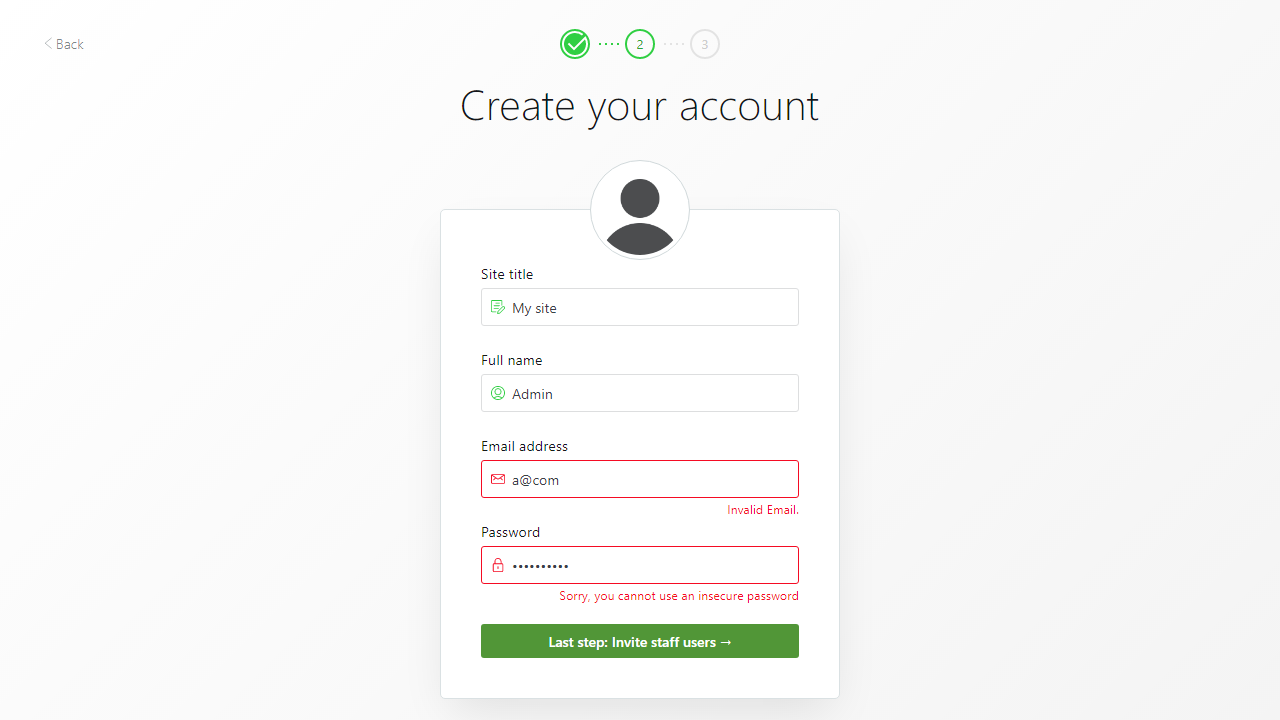 Back
2
3
Create your account
Site title
My site
Full name
Admin
Email address
a@com
Invalid Email.
Password
••••••••••
Sorry, you cannot use an insecure password
Last step: Invite staff users →